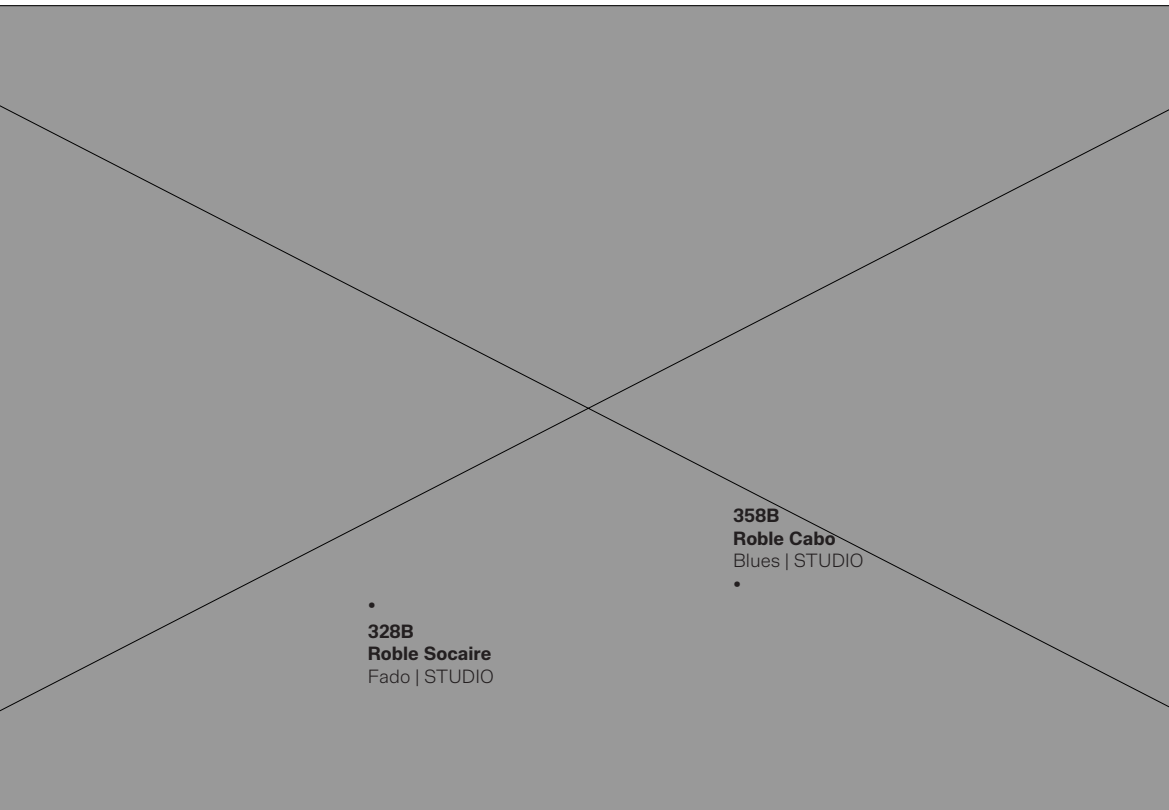 358B
Roble Cabo
Blues | STUDIO
•
•
328B
Roble Socaire
Fado | STUDIO